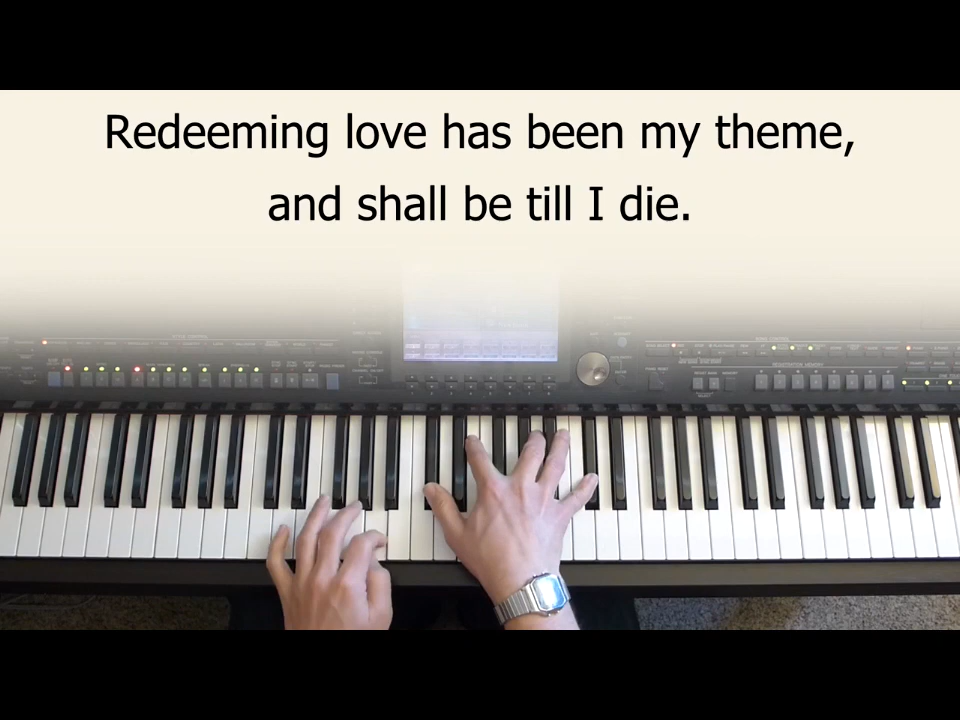 Redeeming love has been my theme,
and shall be till I die.